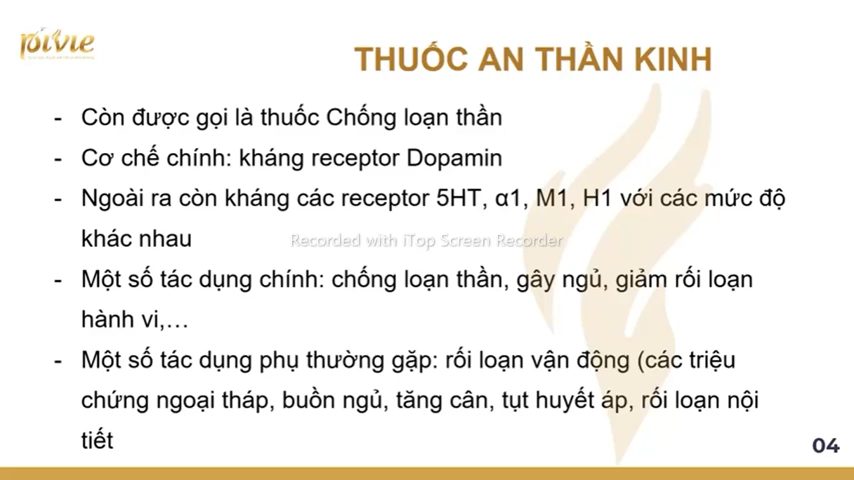 pivie
THUỐC AN THẦN KINH
- Còn được gọi là thuốc Chống loạn thần
- Cơ chế chính: kháng receptor Dopamin
- Ngoài ra còn kháng các receptor 5HT, α1, M1, H1 với các mức độ
khác nhau
Recorded with iTop Screen Recorder
- Một số tác dụng chính: chống loạn thần, gây ngủ, giảm rối loạn
hành vi,…
- Một số tác dụng phụ thường gặp: rối loạn vận động (các triệu
chứng ngoại tháp, buồn ngủ, tăng cân, tụt huyết áp, rối loạn nội
tiết
04